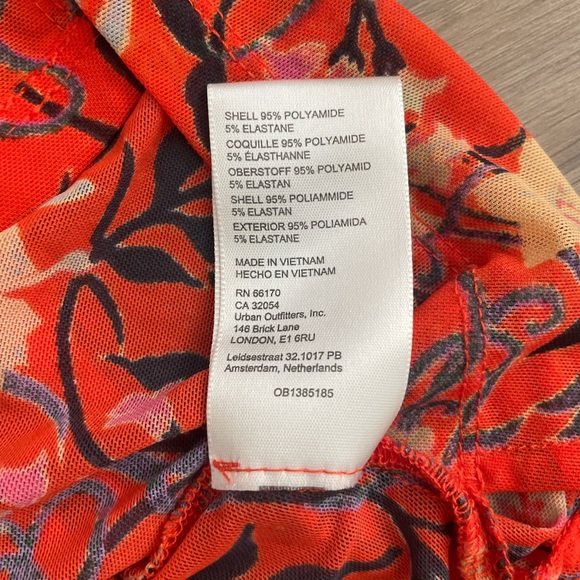 SHELL 95% POLYAMIDE
5% ELASTANE
COQUILLE 95% POLYAMIDE
5% ÉLASTHANNE
OBERSTOFF 95% POLYAMID
5% ELASTAN
SHELL 95% POLIAMMIDE
5% ELASTAN
EXTERIOR 95% POLIAMIDA
5% ELASTANE
MADE IN VIETNAM
HECHO EN VIETNAM
RN 66170
CA 32054
Urban Outfitters, Inc.
146 Brick Lane
LONDON, E1 6RU
Leidsestraat 32.1017 PB
Amsterdam, Netherlands
OB1385185